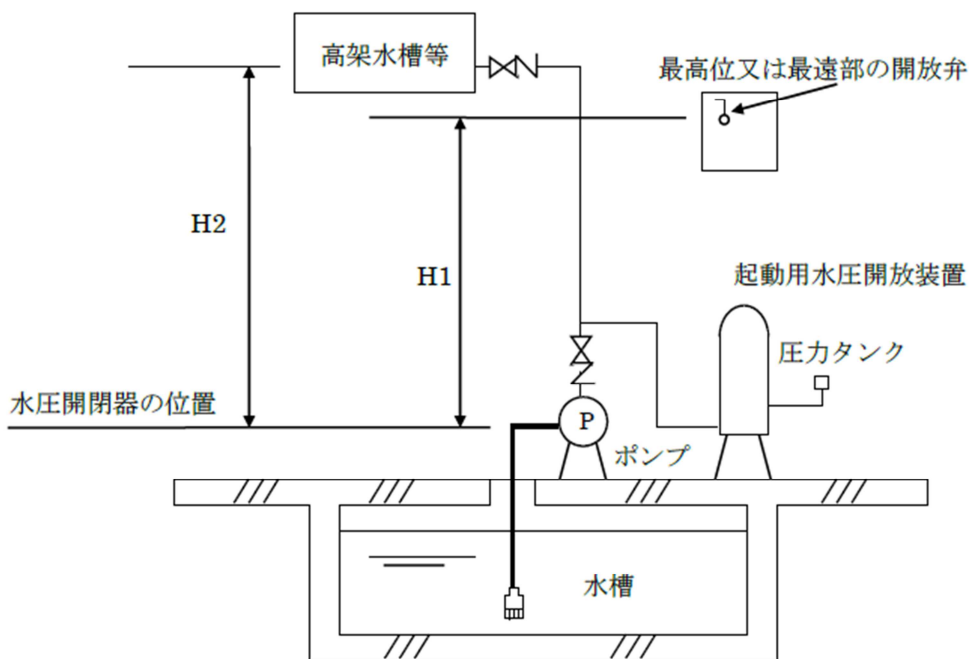 高架水槽等
最高位又は最遠部の開放弁
H2
H1
起動用水圧開放装置
圧力タンク
水圧開閉器の位置
P
ポンプ
水槽